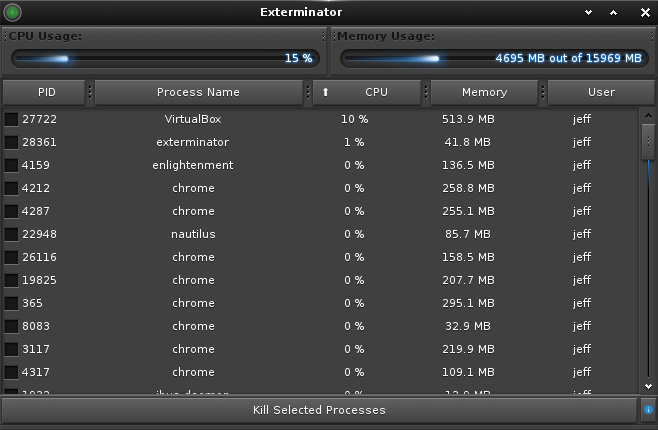 Exterminator
CPU Usage: Memory Usage:
15 % 4695 MB out of 15969 MB
PID Process Name CPU Memory User
27722 VirtualBox 10 % 513.9 MB jeff
28361 exterminator 1 % 41.8 MB jeff
4159 enlightenment 0 % 136.5 MB jeff
4212 chrome 0 % 258.8 MB jeff
4287 chrome 0 % 255.1 MB jeff
22948 nautilus 0 % 85.7 MB jeff
26116 chrome 0 % 158.5 MB jeff
19825 chrome 0 % 207.7 MB jeff
365 chrome 0 % 295.1 MB jeff
8083 chrome 0 % 32.9 MB jeff
3117 chrome 0 % 219.9 MB jeff
4317 chrome 0 % 109.1 MB jeff
Kill Selected Processes